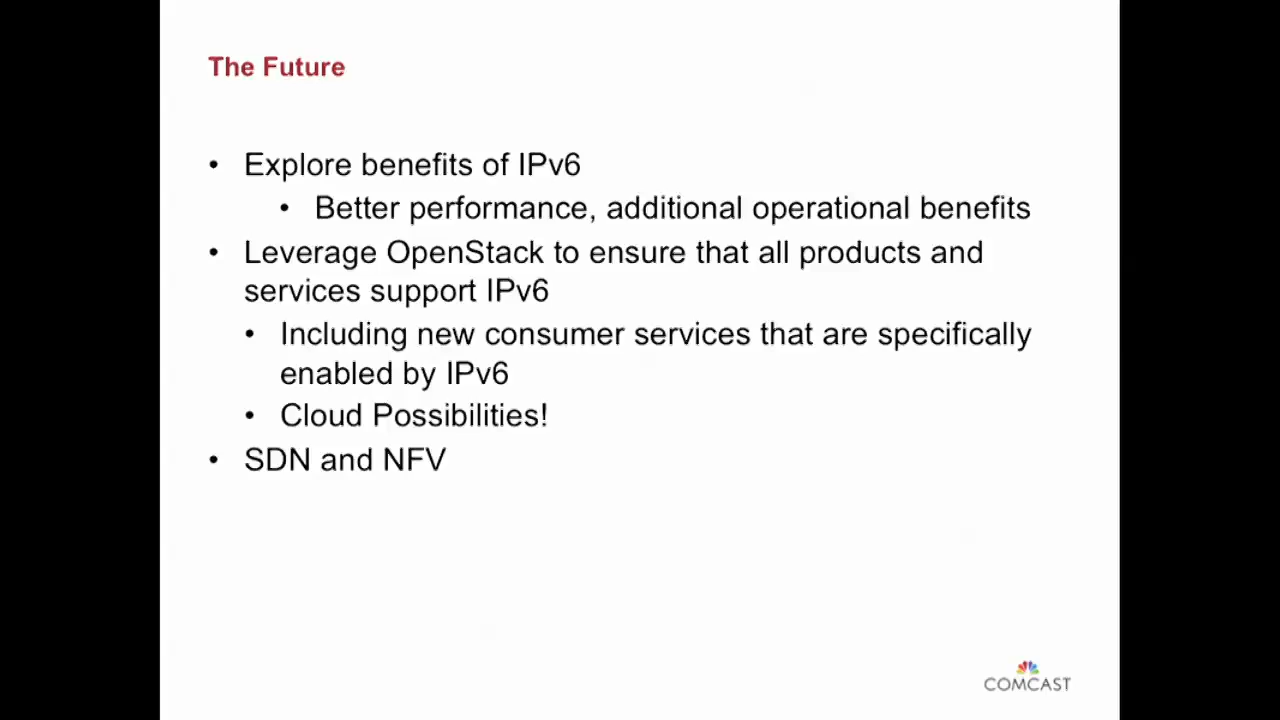 The Future
• Explore benefits of IPv6
• Better performance, additional operational benefits
• Leverage OpenStack to ensure that all products and
services support IPv6
• Including new consumer services that are specifically
enabled by IPv6
• Cloud Possibilities!
• SDN and NFV
COMCAST